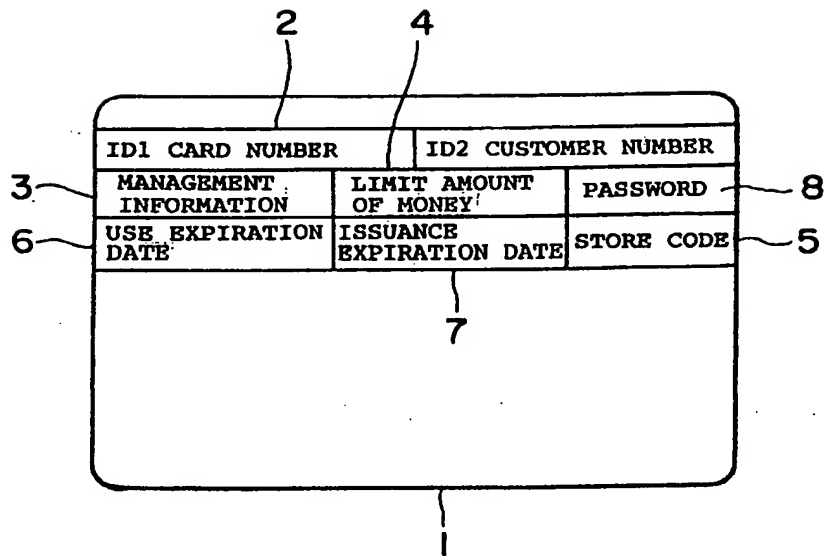 2 4
ID1 CARD NUMBER ID2 CUSTOMER NUMBER
3 MANAGEMENT INFORMATION LIMIT AMOUNT OF MONEY PASSWORD 8
6 USE EXPIRATION DATE ISSUANCE EXPIRATION DATE STORE CODE 5
7
1